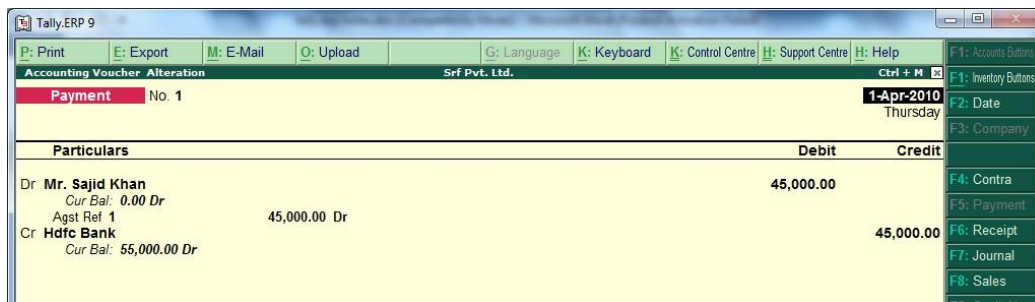 Tally.ERP 9
P: Print E: Export M: E-Mail O: Upload G: Language K: Keyboard K: Control Centre H: Support Centre H: Help
F1: Accounts Buttons
Accounting Voucher Alteration Srf Pvt. Ltd. Ctrl + M
F1: Inventory Buttons
Payment No. 1 1-Apr-2010
F2: Date
Thursday
F3: Company
Particulars Debit Credit
F4: Contra
Dr Mr. Sajid Khan 45,000.00
Cur Bal: 0.00 Dr
F5: Payment
Agst Ref 1 45,000.00 Dr
Cr Hdfc Bank 45,000.00
F6: Receipt
Cur Bal: 55,000.00 Dr
F7: Journal
F8: Sales